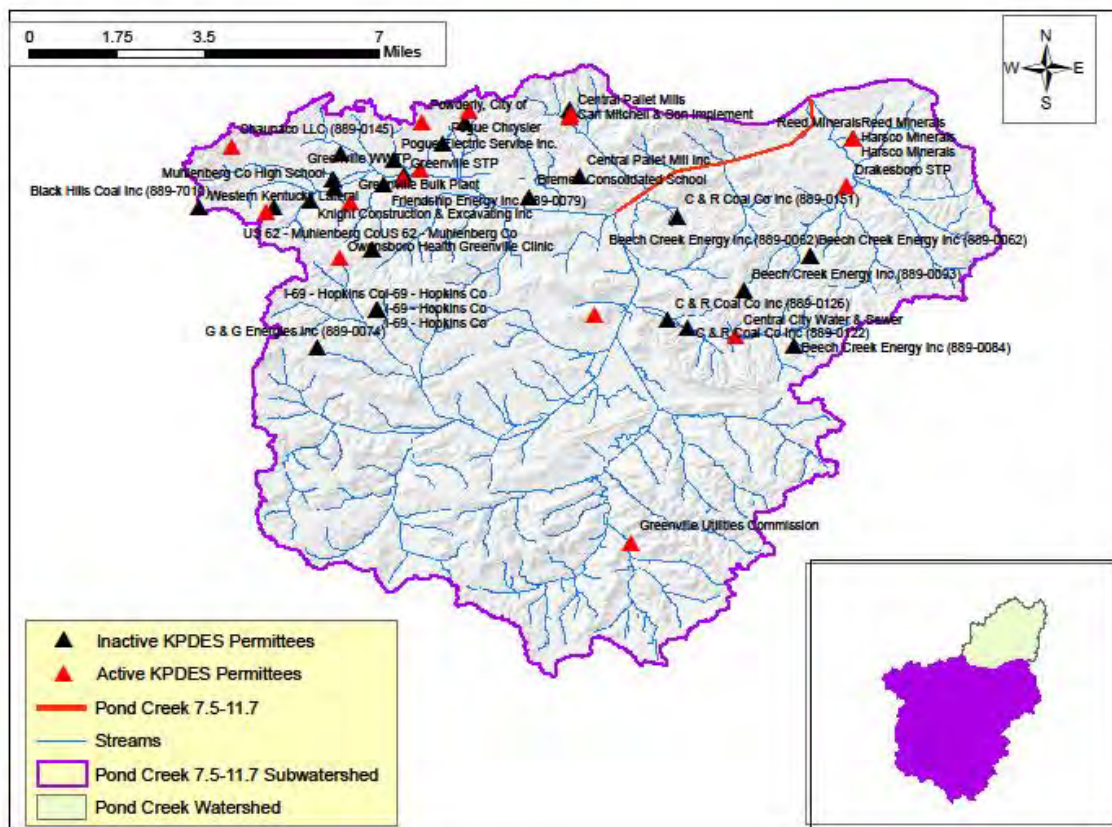 0 1.75 3.5 7
Miles
N
W E
S
Powderly, City of
Central Pallet Mills
Carl Mitchell & Son Implement
Chaunaco LLC (889-0145)
Pogue Chrysler
Reed Minerals Reed Minerals
Harsco Minerals
Pogue Electric Service Inc.
Harsco Minerals
Greenville WWTP
Greenville STP
Central Pallet Mill Inc
Drakesboro STP
Muhlenberg Co High School
Bremen Consolidated School
Greenville Bulk Plant
Black Hills Coal Inc
Western Kentucky Lateral
Friendship Energy Inc
C & R Coal Co Inc (889-0151)
Knight Construction & Excavating Inc
US 62 - Muhlenberg Co US 62 - Muhlenberg Co
Beech Creek Energy Inc (889-0062) Beech Creek Energy Inc (889-0062)
Owensboro Health Greenville Clinic
Beech Creek Energy Inc (889-0093)
I-69 - Hopkins Co I-69 - Hopkins Co
I-69 - Hopkins Co
C & R Coal Co Inc (889-0126)
I-69 - Hopkins Co
Central City Water & Sewer
G & G Energies Inc (889-0074)
C & R Coal Co Inc (889-0122)
Beech Creek Energy Inc (889-0084)
Greenville Utilities Commission
Inactive KPDES Permittees
Active KPDES Permittees
Pond Creek 7.5-11.7
Streams
Pond Creek 7.5-11.7 Subwatershed
Pond Creek Watershed